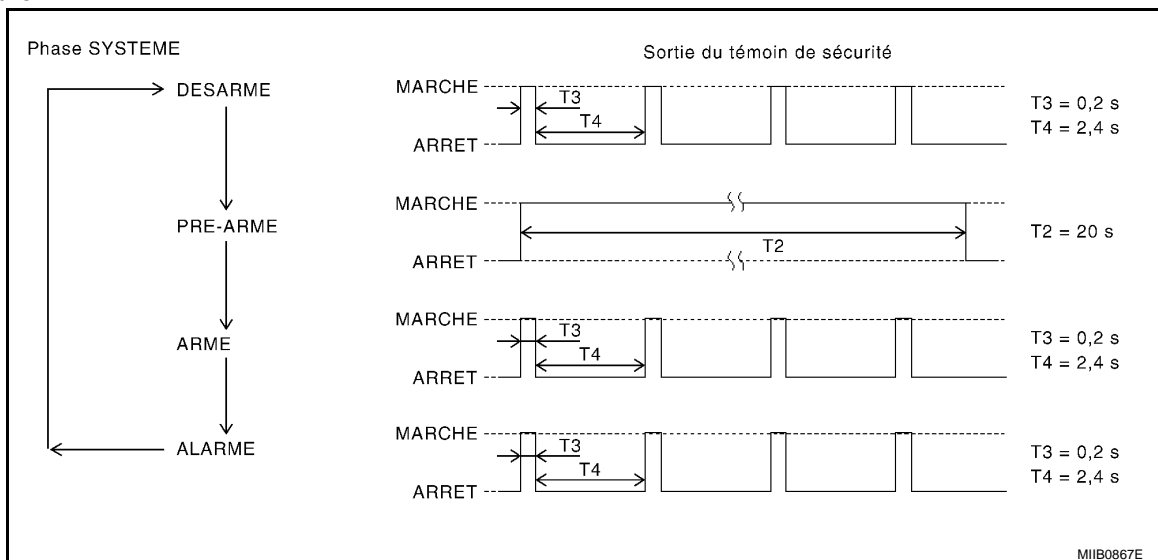 Phase SYSTEME
Sortie du témoin de sécurité
DESARME
MARCHE
T3
T4
ARRET
T3 = 0,2 s
T4 = 2,4 s
PRE-ARME
MARCHE
T2
ARRET
T2 = 20 s
ARME
MARCHE
T3
T4
ARRET
T3 = 0,2 s
T4 = 2,4 s
ALARME
MARCHE
T3
T4
ARRET
T3 = 0,2 s
T4 = 2,4 s
MIIB0867E